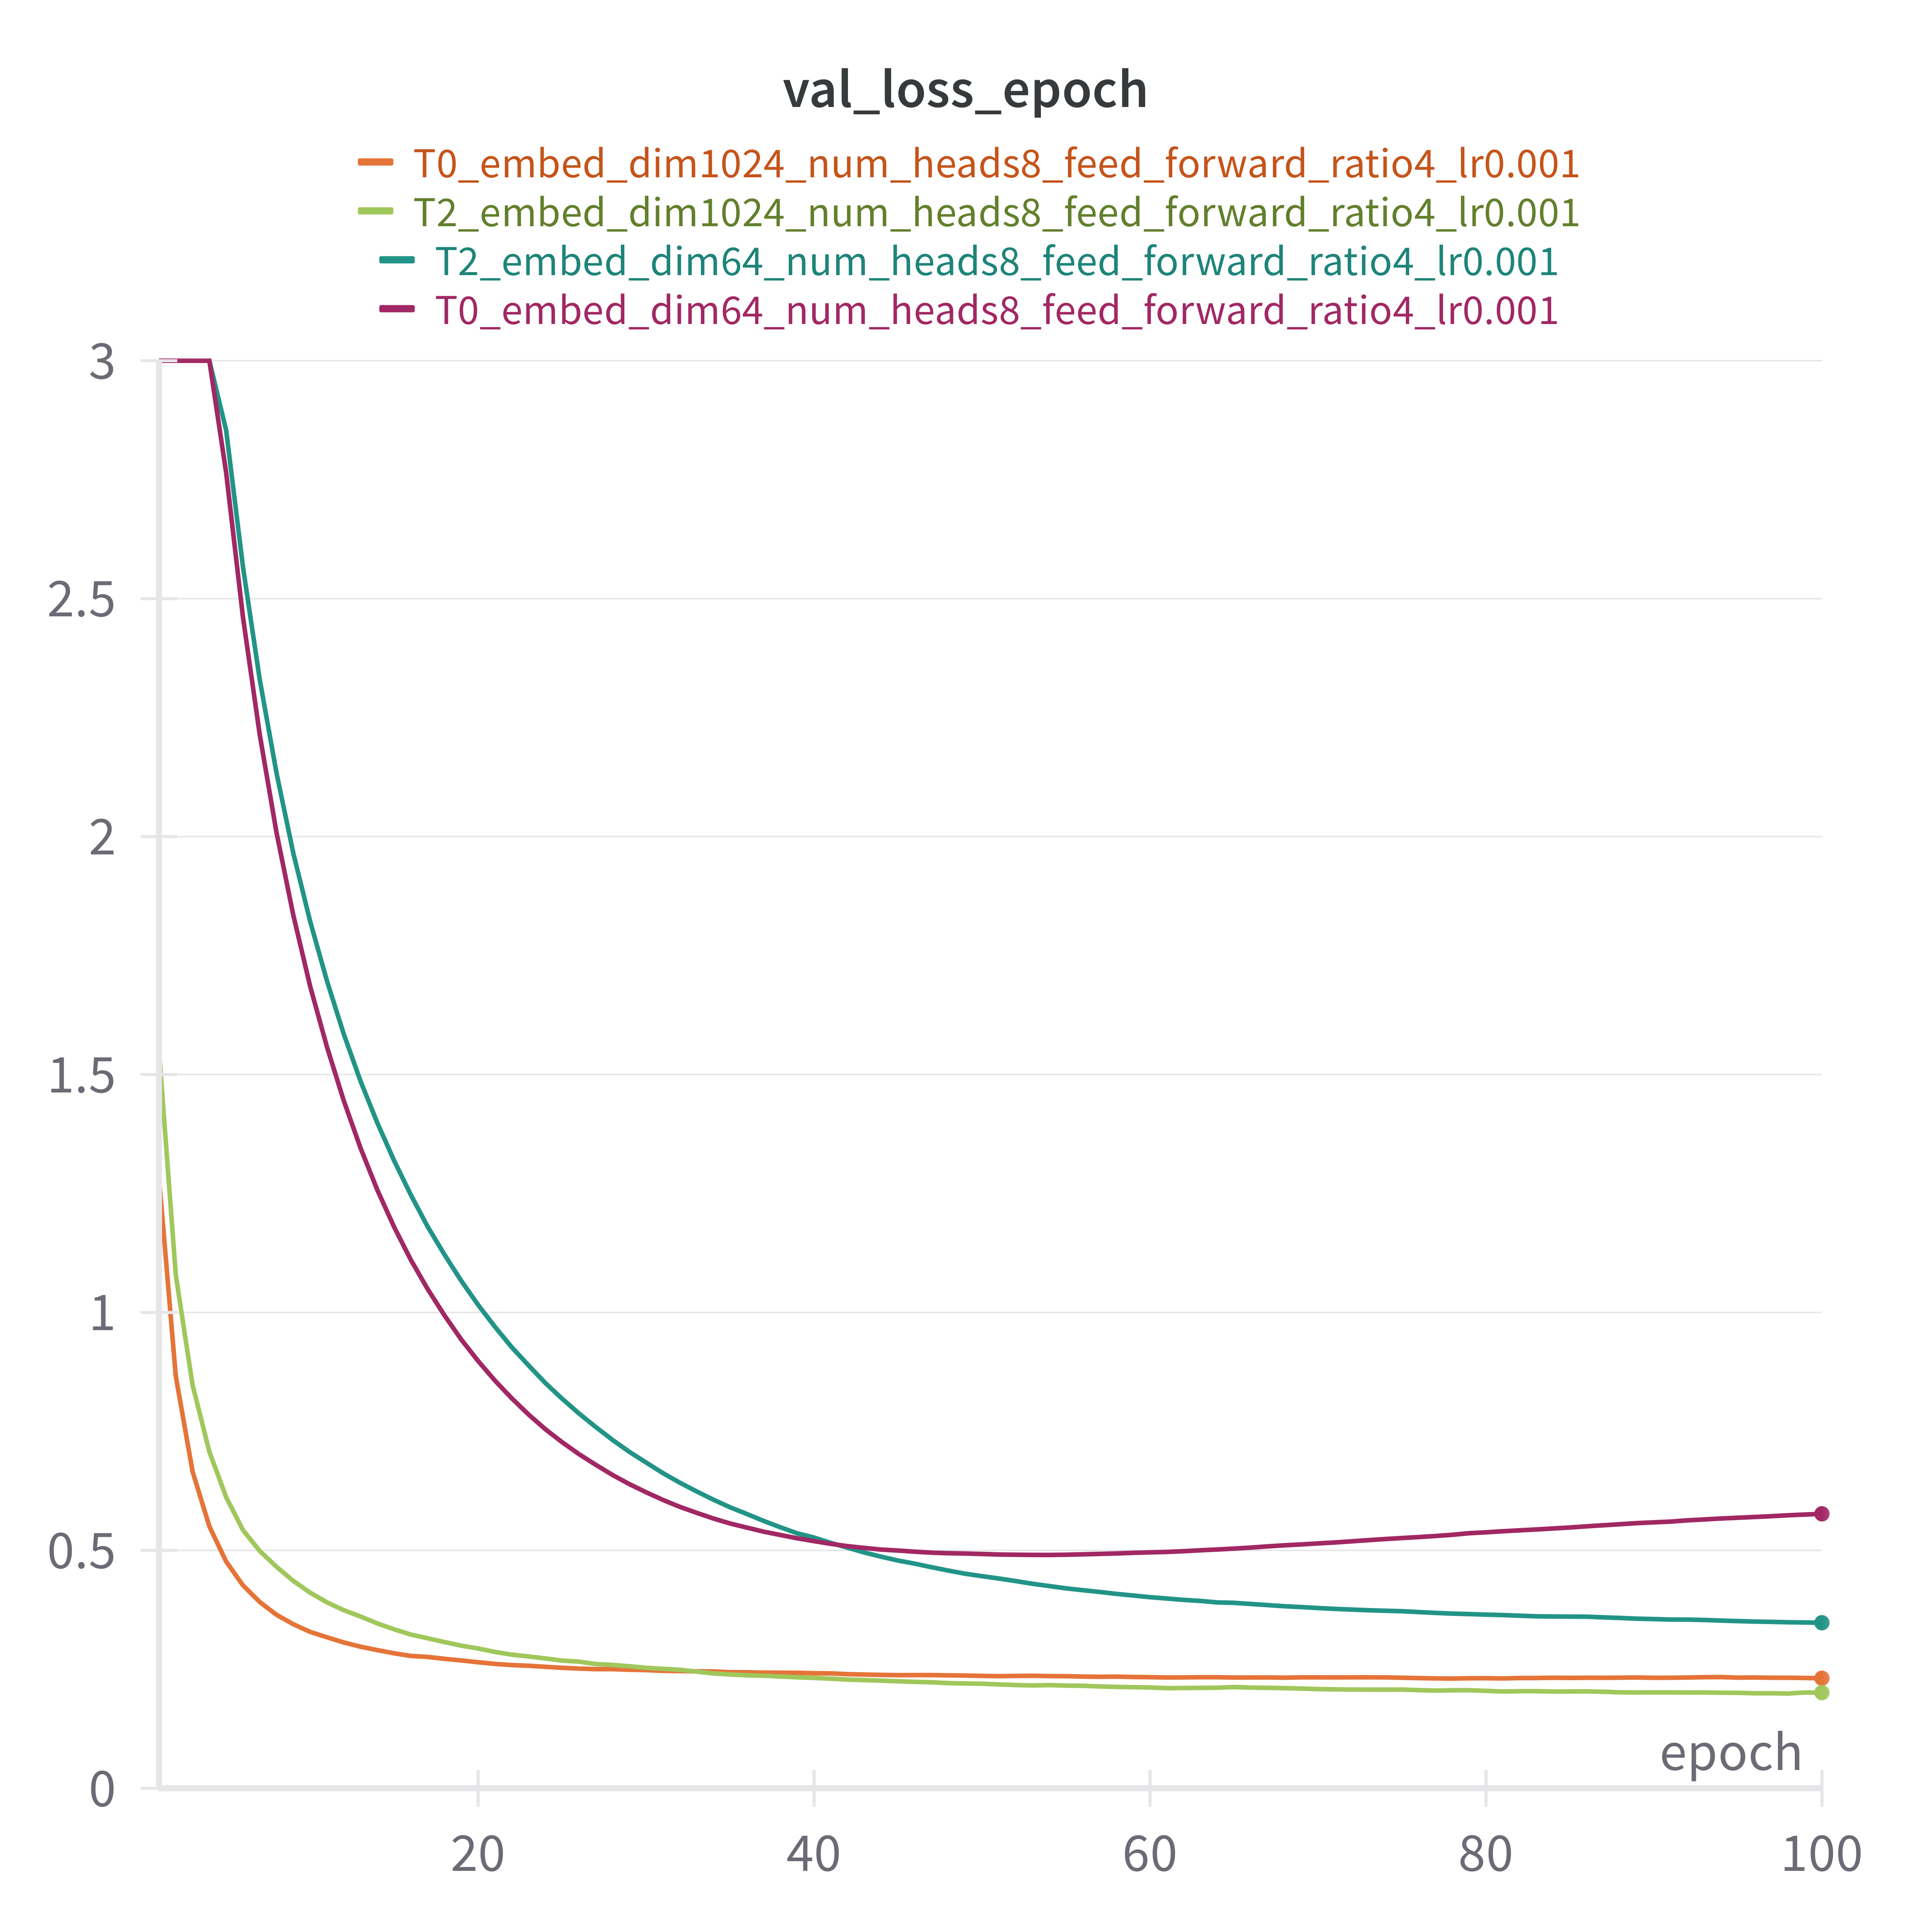 val_loss_epoch
T0_embed_dim1024_num_heads8_feed_forward_ratio4_lr0.001
T2_embed_dim1024_num_heads8_feed_forward_ratio4_lr0.001
T2_embed_dim64_num_heads8_feed_forward_ratio4_lr0.001
T0_embed_dim64_num_heads8_feed_forward_ratio4_lr0.001
3
2.5
2
1.5
1
0.5
0
epoch
20 40 60 80 100